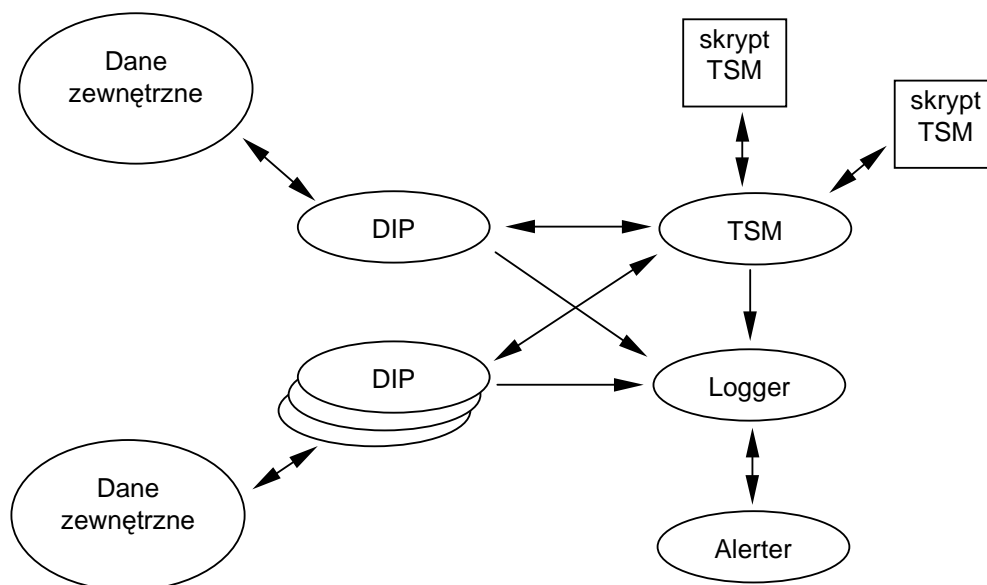 Dane
zewnętrzne
skrypt
TSM
skrypt
TSM
DIP
TSM
DIP
Logger
Dane
zewnętrzne
Alerter